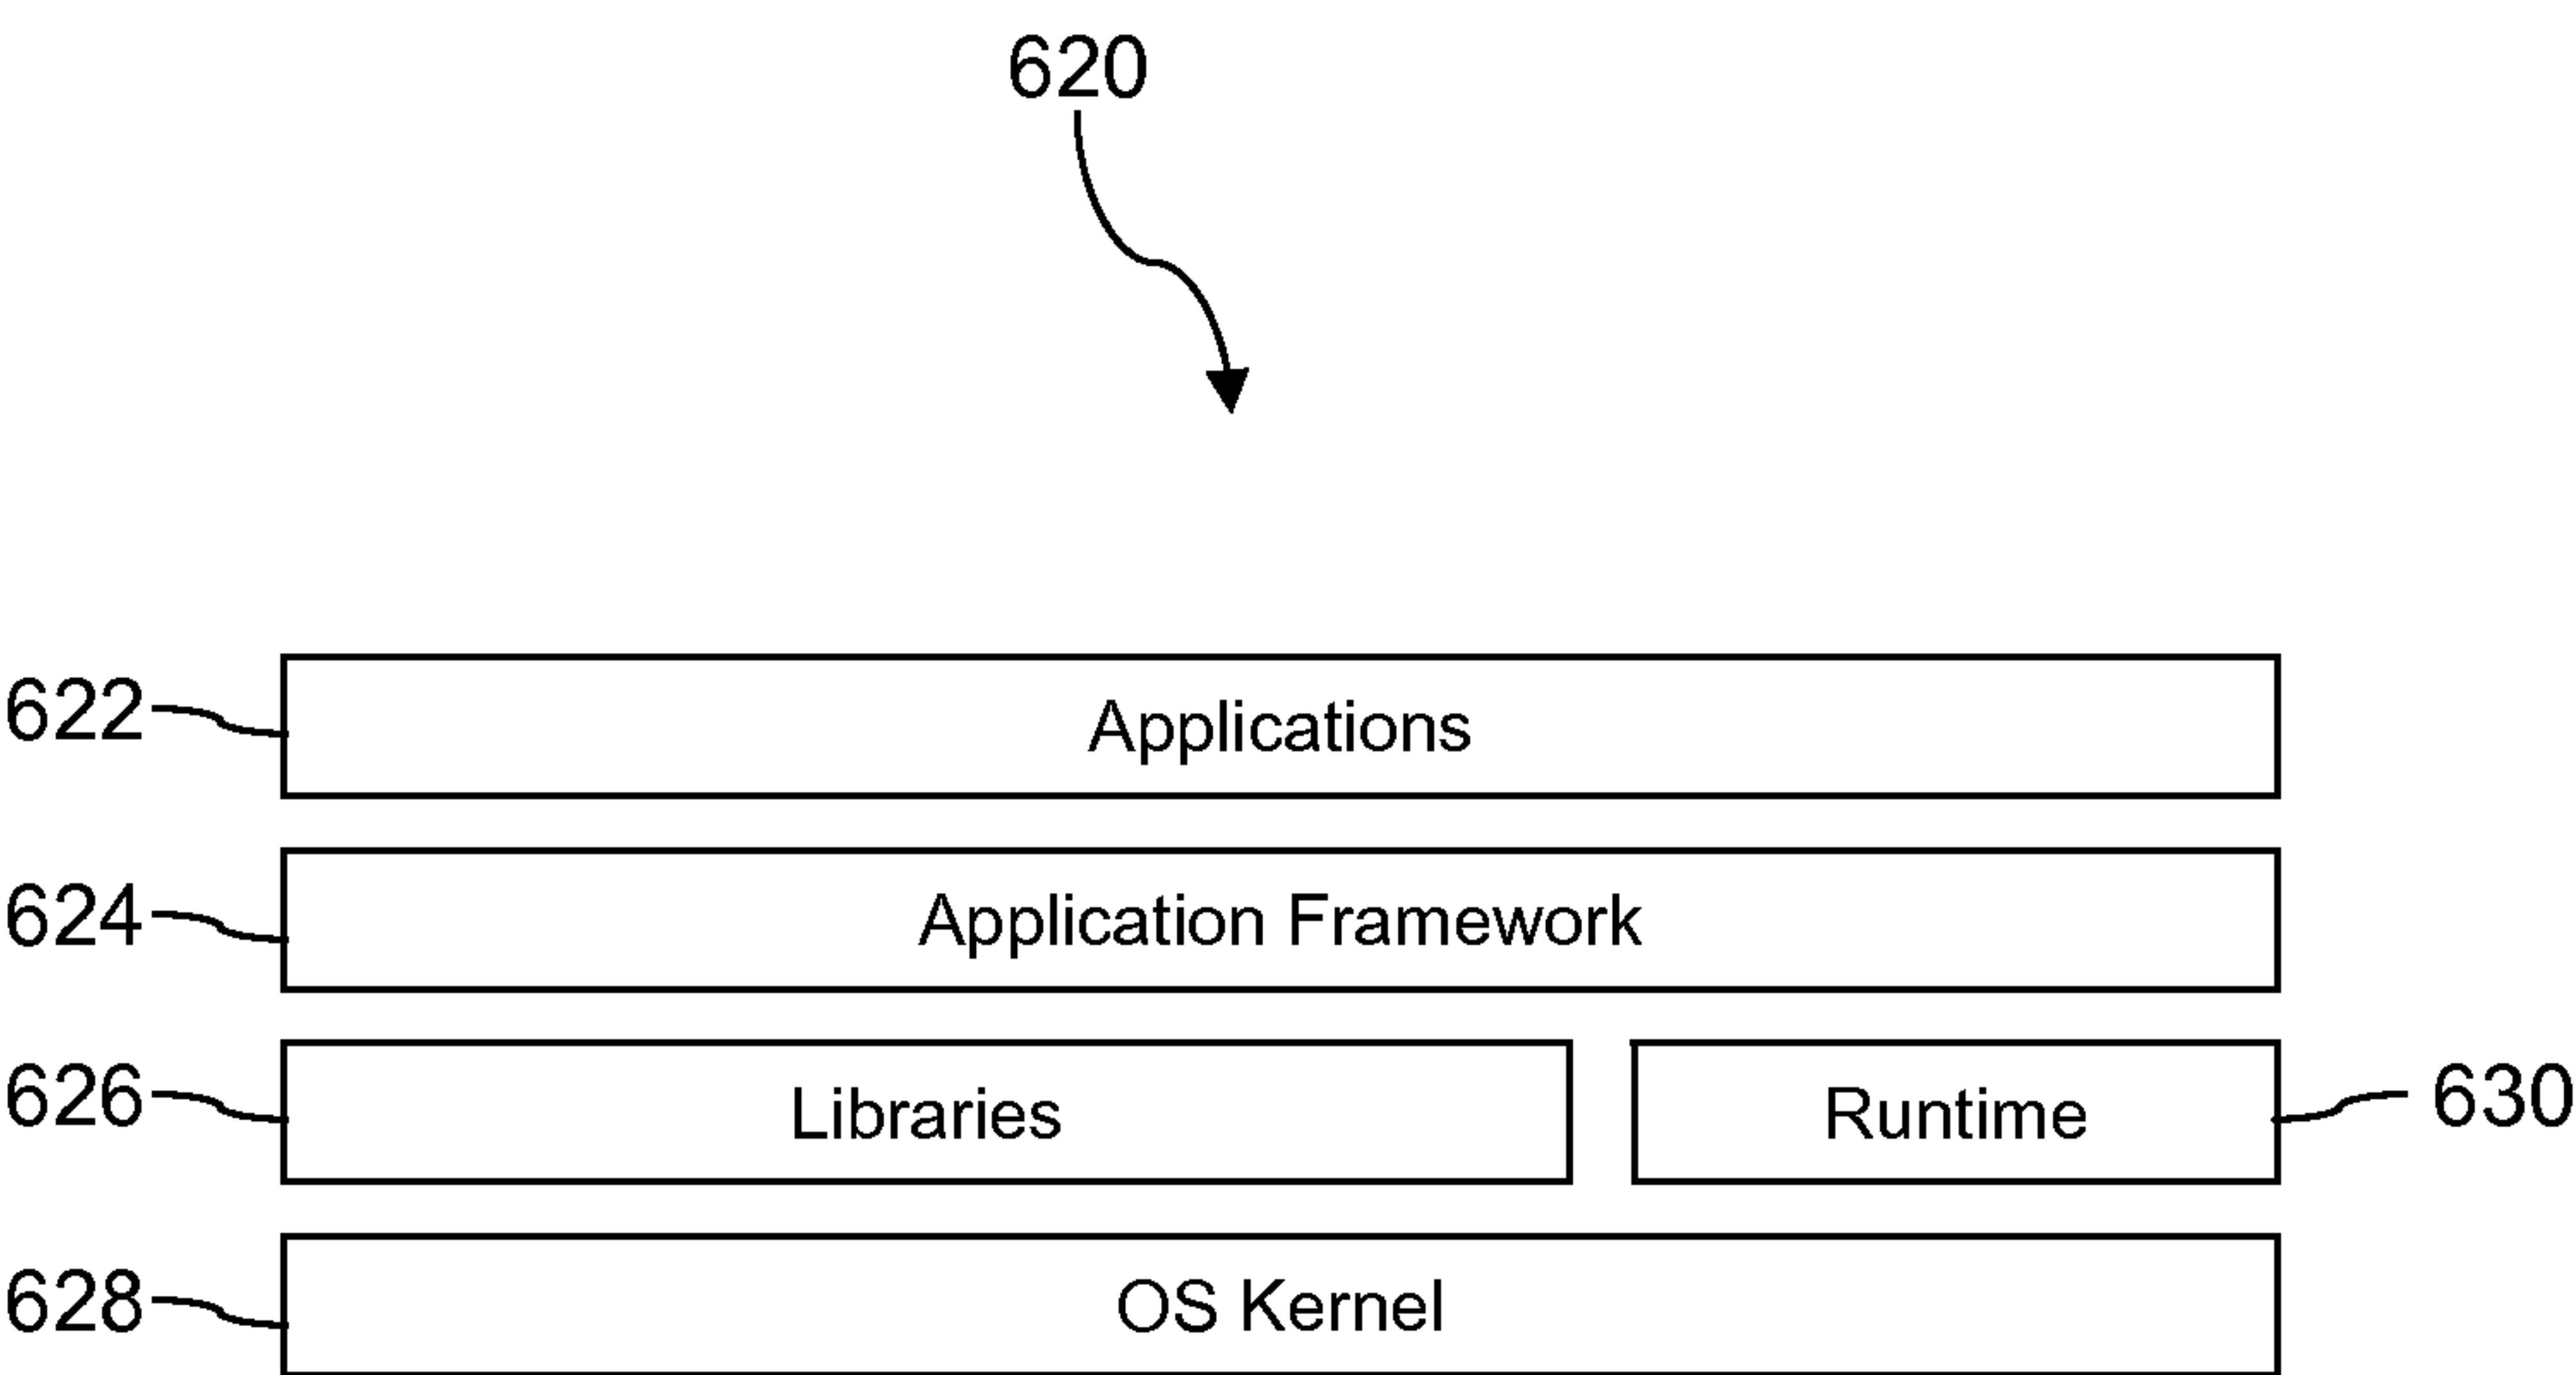 620
622 Applications
624 Application Framework
626 Libraries Runtime 630
628 OS Kernel